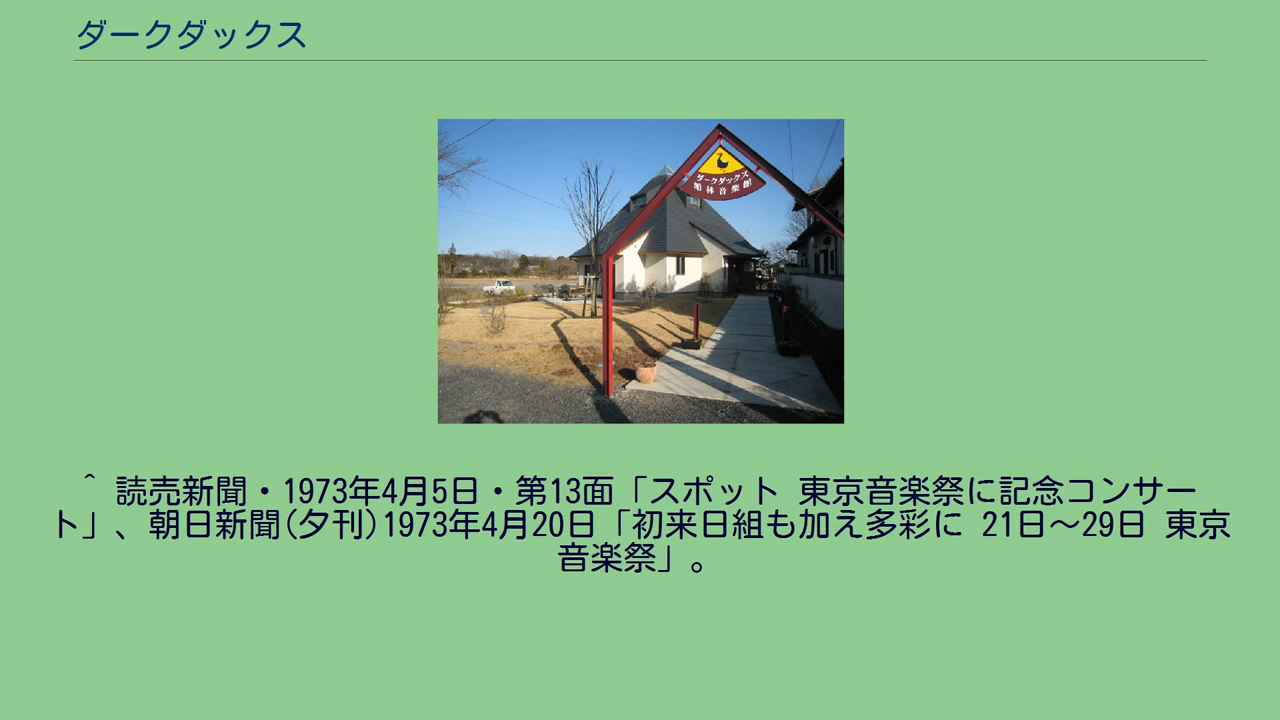 ダークダックス
ダークダックス
館林音楽館
^ 読売新聞・1973年4月5日・第13面「スポット 東京音楽祭に記念コンサー
ト」、朝日新聞(夕刊)1973年4月20日「初来日組も加え多彩に 21日〜29日 東京
音楽祭」。